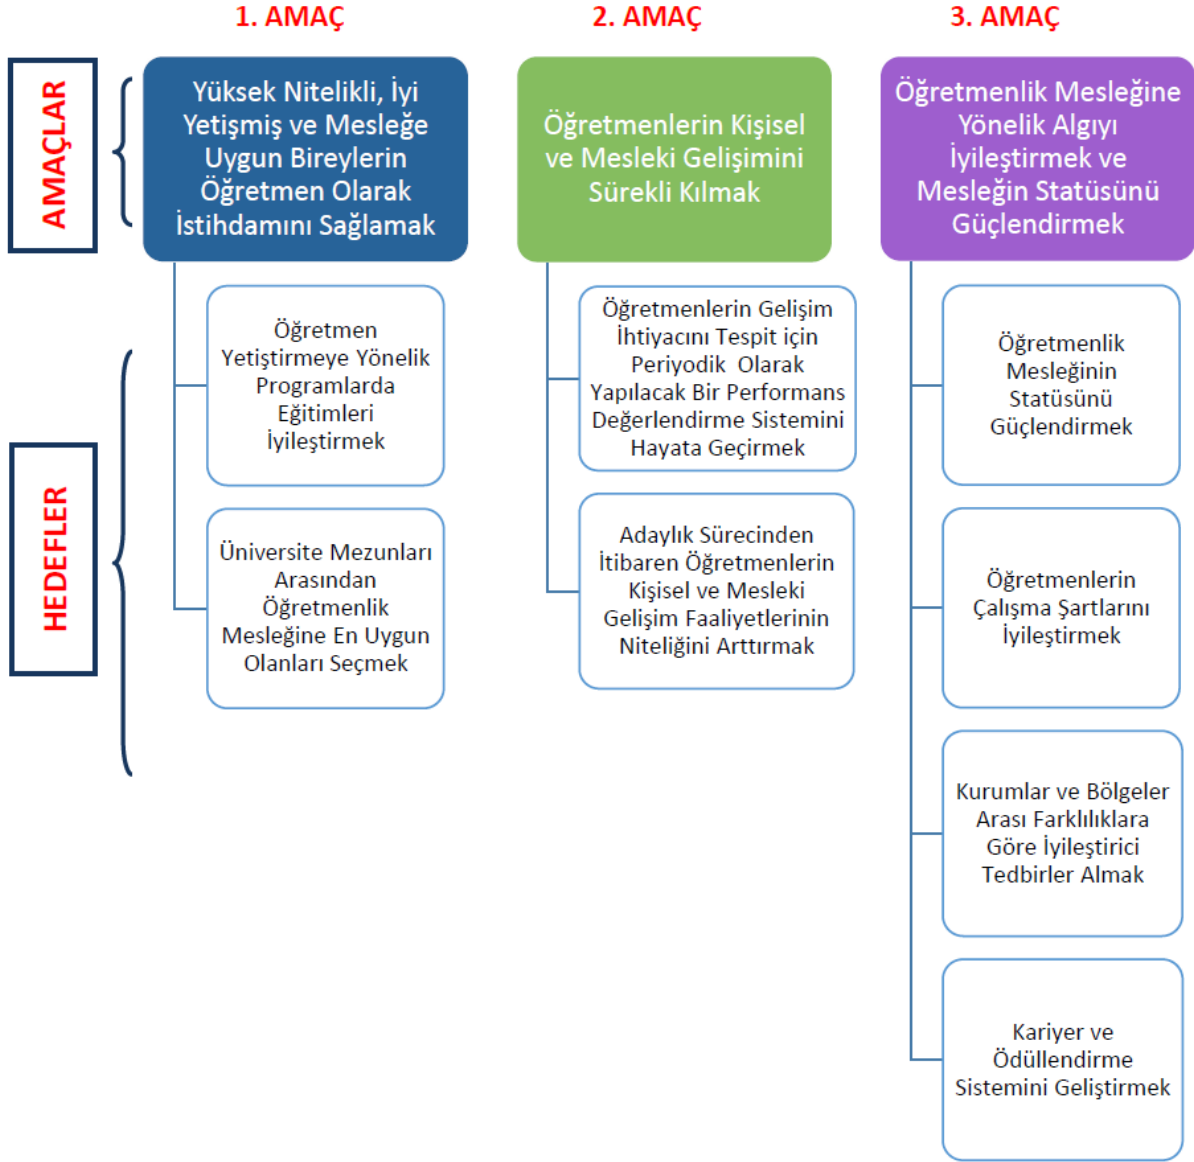 1. AMAÇ
2. AMAÇ
3. AMAÇ
AMAÇLAR
Yüksek Nitelikli, İyi
Yetişmiş ve Mesleğe
Uygun Bireylerin
Öğretmen Olarak
İstihdamını Sağlamak
Öğretmenlerin Kişisel
ve Mesleki Gelişimini
Sürekli Kılmak
Öğretmenlik Mesleğine
Yönelik Algıyı
İyileştirmek ve
Mesleğin Statüsünü
Güçlendirmek
HEDEFLER
Öğretmen
Yetiştirmeye Yönelik
Programlarda
Eğitimleri
İyileştirmek
Üniversite Mezunları
Arasından
Öğretmenlik
Mesleğine En Uygun
Olanları Seçmek
Öğretmenlerin Gelişim
İhtiyacını Tespit için
Periyodik Olarak
Yapılacak Bir Performans
Değerlendirme Sistemini
Hayata Geçirmek
Adaylık Sürecinden
İtibaren Öğretmenlerin
Kişisel ve Mesleki
Gelişim Faaliyetlerinin
Niteliğini Arttırmak
Öğretmenlik
Mesleğinin
Statüsünü
Güçlendirmek
Öğretmenlerin
Çalışma Şartlarını
İyileştirmek
Kurumlar ve Bölgeler
Arası Farklılıklara
Göre İyileştirici
Tedbirler Almak
Kariyer ve
Ödüllendirme
Sistemini Geliştirmek